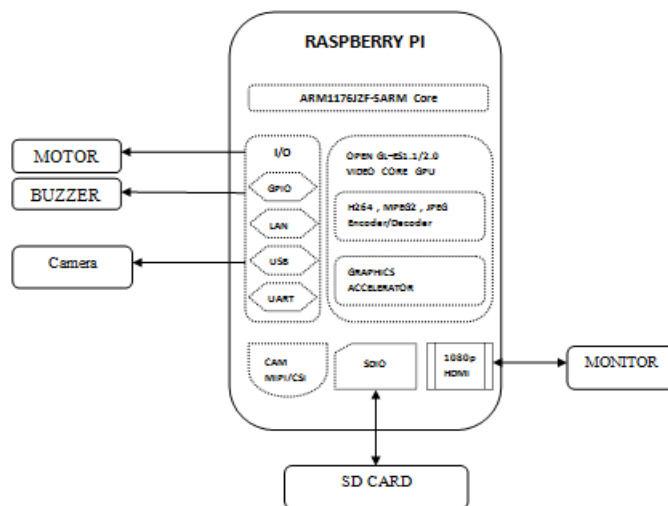 RASPBERRY PI
ARM1176JZF-SARM Core
MOTOR
BUZZER
Camera
I/O
GPIO
LAN
USB
UART
OPEN GL-ES1.1/2.0
VIDEO CORE GPU
H264 , MPEG2 , JPEG
Encoder/Decoder
GRAPHICS
ACCELERATOR
CAM
MIPI/CSI
SDIO
1080p
HDMI
MONITOR
SD CARD